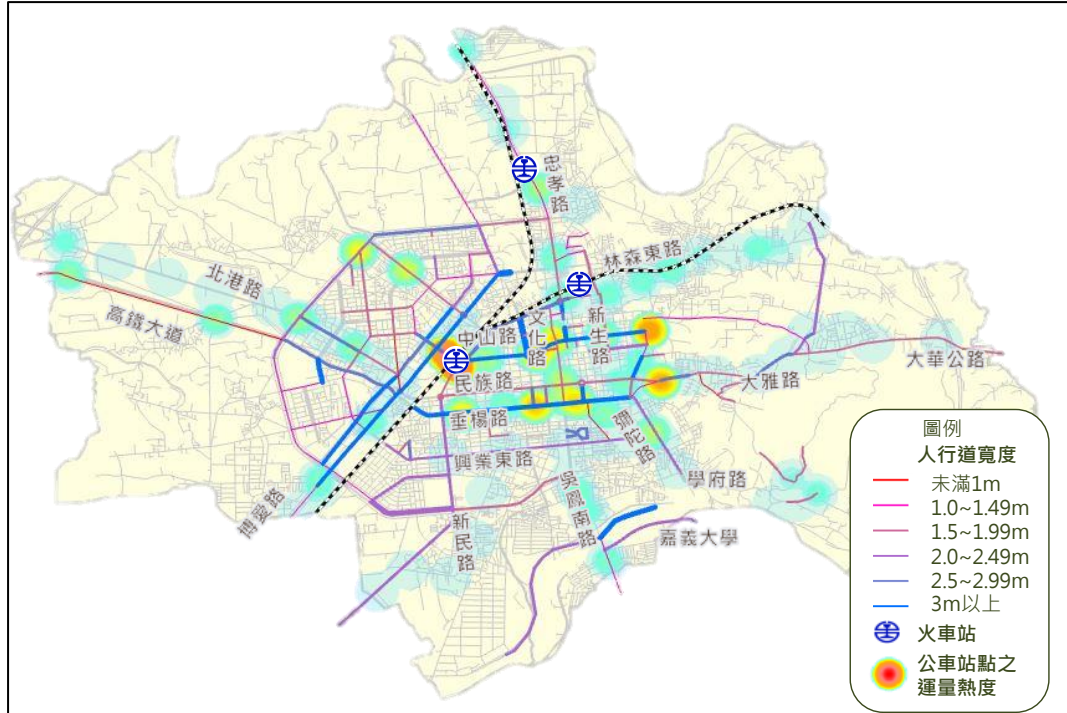 忠孝路
林森東路
北港路
高鐵大道
文化路
新生路
中山路
大華公路
民族路
大雅路
垂楊路
彌陀路
興業東路
學府路
吳鳳南路
博愛路
新民路
嘉義大學
圖例
人行道寬度
未滿1m
1.0~1.49m
1.5~1.99m
2.0~2.49m
2.5~2.99m
3m以上
火車站
公車站點之
運量熱度